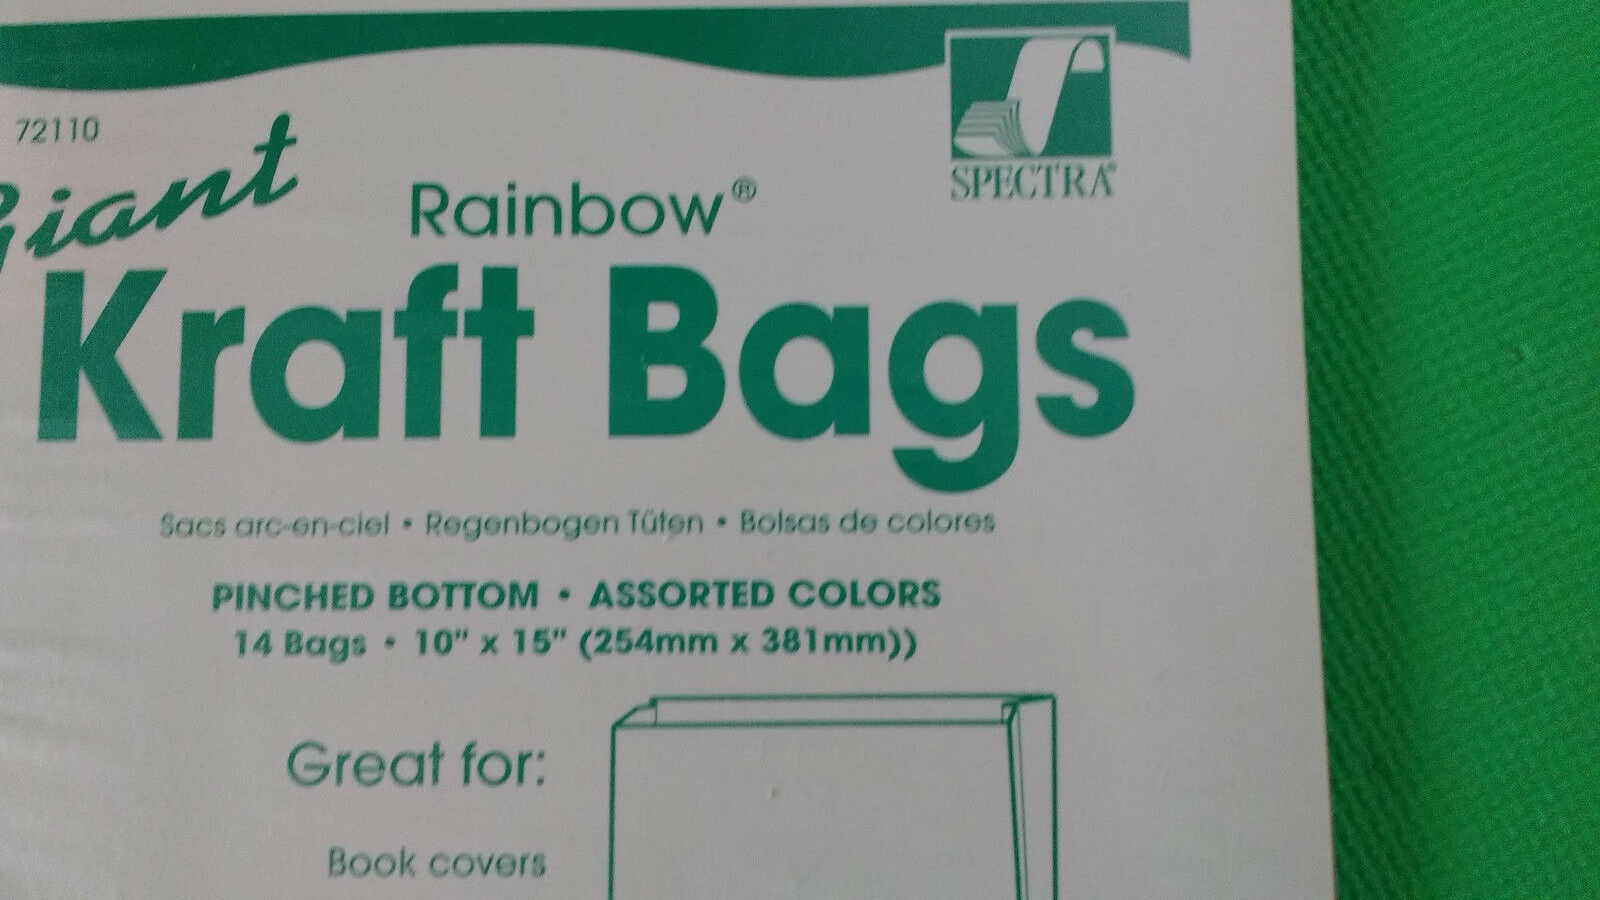 72110
SPECTRA®
Giant
Rainbow®
Kraft Bags
Sacs arc-en-ciel • Regenbogen Tüten • Bolsas de colores
PINCHED BOTTOM • ASSORTED COLORS
14 Bags • 10" x 15" (254mm x 381mm))
Great for:
Book covers